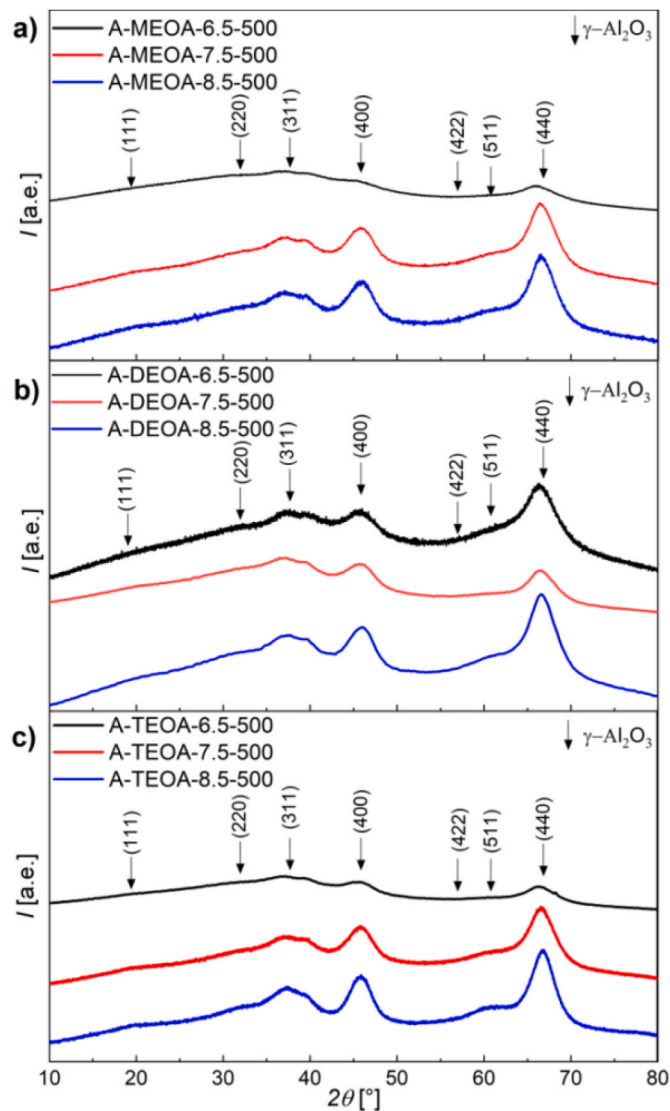 a)
A-MEOA-6.5-500
A-MEOA-7.5-500
A-MEOA-8.5-500
γ−Al₂O₃
(111)
(220)
(311)
(400)
(422)
(511)
(440)
I [a.e.]
b)
A-DEOA-6.5-500
A-DEOA-7.5-500
A-DEOA-8.5-500
γ−Al₂O₃
(111)
(220)
(311)
(400)
(422)
(511)
(440)
I [a.e.]
c)
A-TEOA-6.5-500
A-TEOA-7.5-500
A-TEOA-8.5-500
γ−Al₂O₃
(111)
(220)
(311)
(400)
(422)
(511)
(440)
I [a.e.]
10 20 30 40 50 60 70 80
2θ [°]